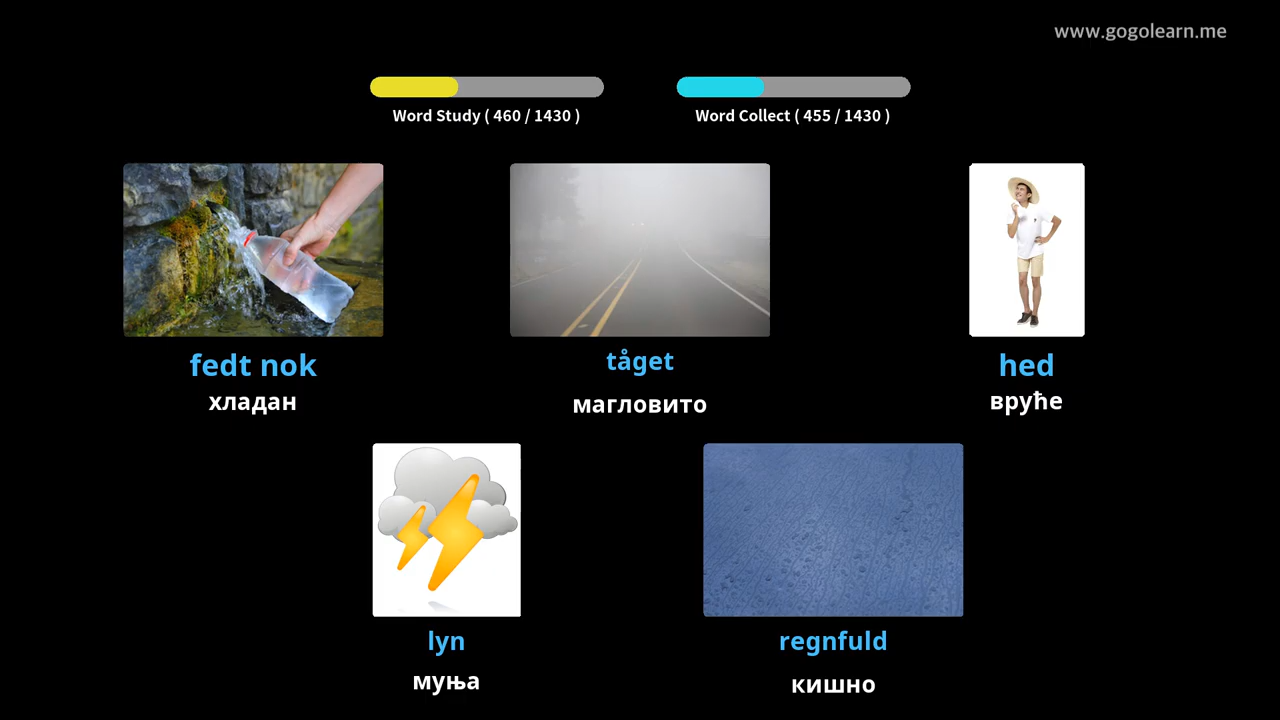 www.gogolearn.me
Word Study ( 460 / 1430 )
Word Collect ( 455 / 1430 )
fedt nok
хладан
tåget
магловито
hed
вруће
lyn
муња
regnfuld
кишно